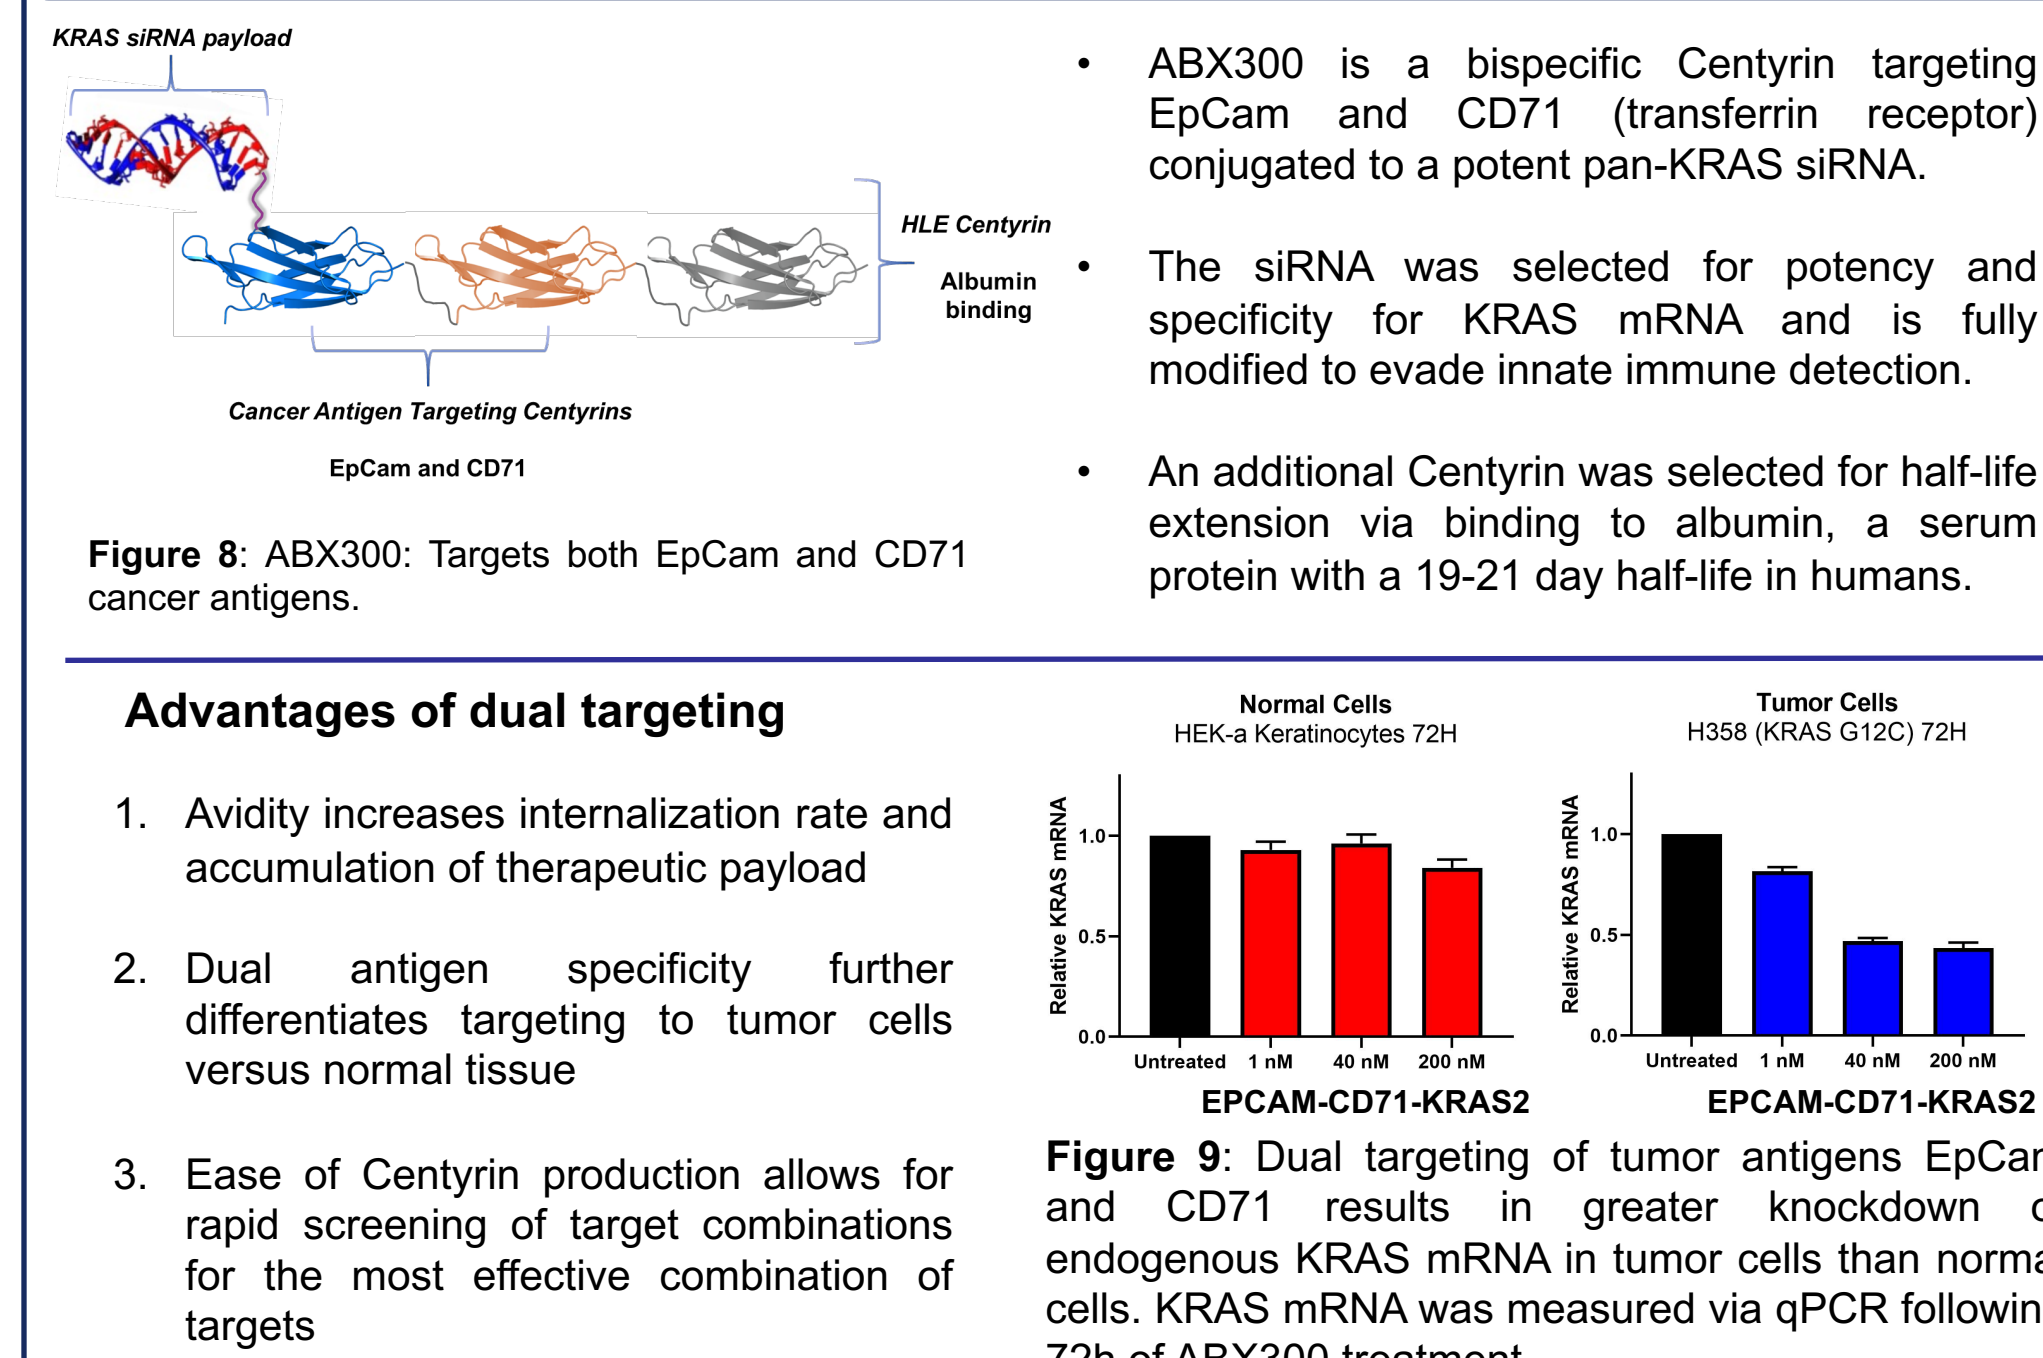 KRAS siRNA payload
HLE Centyrin
Albumin
binding
Cancer Antigen Targeting Centyrins
EpCam and CD71
Figure 8: ABX300: Targets both EpCam and CD71
cancer antigens.
• ABX300 is a bispecific Centyrin targeting
EpCam and CD71 (transferrin receptor)
conjugated to a potent pan-KRAS siRNA.
• The siRNA was selected for potency and
specificity for KRAS mRNA and is fully
modified to evade innate immune detection.
• An additional Centyrin was selected for half-life
extension via binding to albumin, a serum
protein with a 19-21 day half-life in humans.
Advantages of dual targeting
1. Avidity increases internalization rate and
accumulation of therapeutic payload
2. Dual antigen specificity further
differentiates targeting to tumor cells
versus normal tissue
3. Ease of Centyrin production allows for
rapid screening of target combinations
for the most effective combination of
targets
Normal Cells
HEK-a Keratinocytes 72H
Relative KRAS mRNA
1.0
0.5
0.0
Untreated 1 nM 40 nM 200 nM
EPCAM-CD71-KRAS2
Tumor Cells
H358 (KRAS G12C) 72H
Relative KRAS mRNA
1.0
0.5
0.0
Untreated 1 nM 40 nM 200 nM
EPCAM-CD71-KRAS2
Figure 9: Dual targeting of tumor antigens EpCam
and CD71 results in greater knockdown o
endogenous KRAS mRNA in tumor cells than norma
cells. KRAS mRNA was measured via qPCR followin
72h of ABX300 treatment